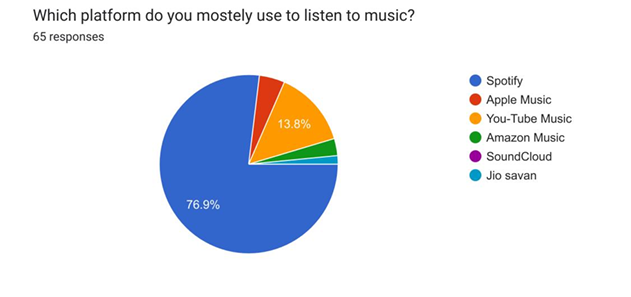 Which platform do you mostely use to listen to music?
65 responses
Spotify
Apple Music
You-Tube Music
Amazon Music
SoundCloud
Jio savan
13.8%
76.9%